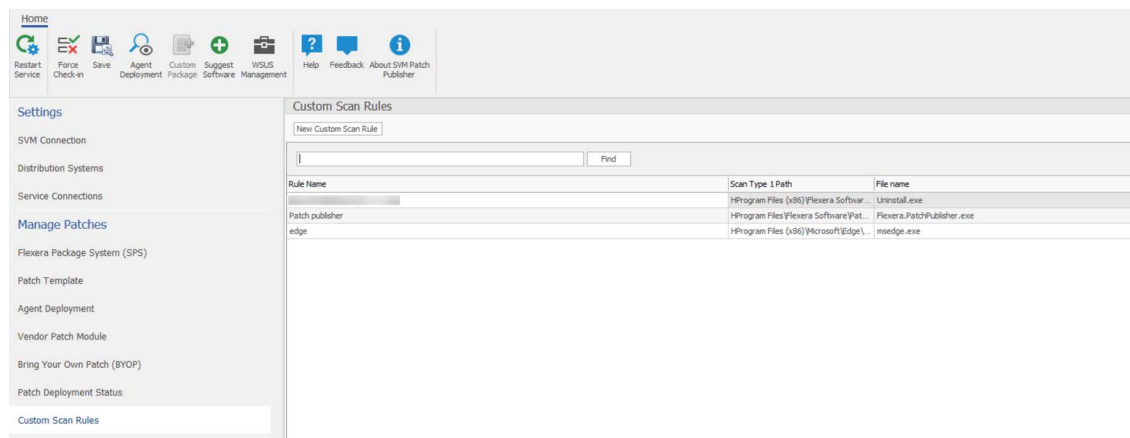 Home
Restart Service
Force Check-in
Save
Agent Deployment
Custom Package
Suggest Software
WSUS Management
Help
Feedback
About SVM Patch Publisher
Settings
SVM Connection
Distribution Systems
Service Connections
Manage Patches
Flexera Package System (SPS)
Patch Template
Agent Deployment
Vendor Patch Module
Bring Your Own Patch (BYOP)
Patch Deployment Status
Custom Scan Rules
Custom Scan Rules
New Custom Scan Rule
Find
Rule Name Scan Type 1 Path File name
HProgram Files (x86)\Flexera Softwar... Uninstall.exe
Patch publisher HProgram Files\Flexera Software\Pat... Flexera.PatchPublisher.exe
edge HProgram Files (x86)\Microsoft\Edge\... msedge.exe